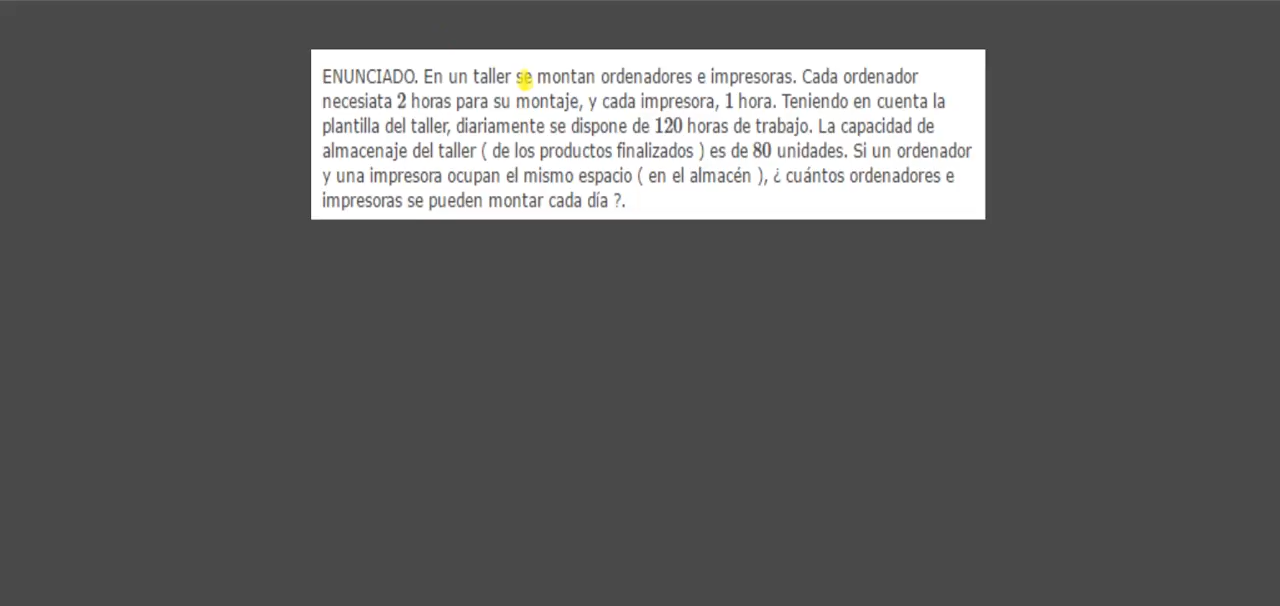 ENUNCIADO. En un taller se montan ordenadores e impresoras. Cada ordenador
necesiata 2 horas para su montaje, y cada impresora, 1 hora. Teniendo en cuenta la
plantilla del taller, diariamente se dispone de 120 horas de trabajo. La capacidad de
almacenaje del taller ( de los productos finalizados ) es de 80 unidades. Si un ordenador
y una impresora ocupan el mismo espacio ( en el almacén ), ¿ cuántos ordenadores e
impresoras se pueden montar cada día ?.